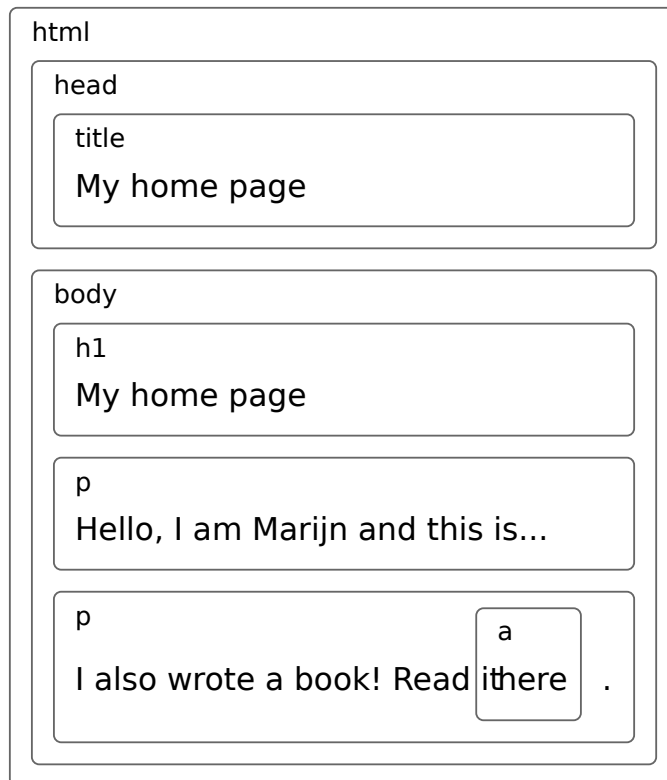 html
head
title
My home page
body
h1
My home page
p
Hello, I am Marijn and this is...
p
a
I also wrote a book! Read it here .